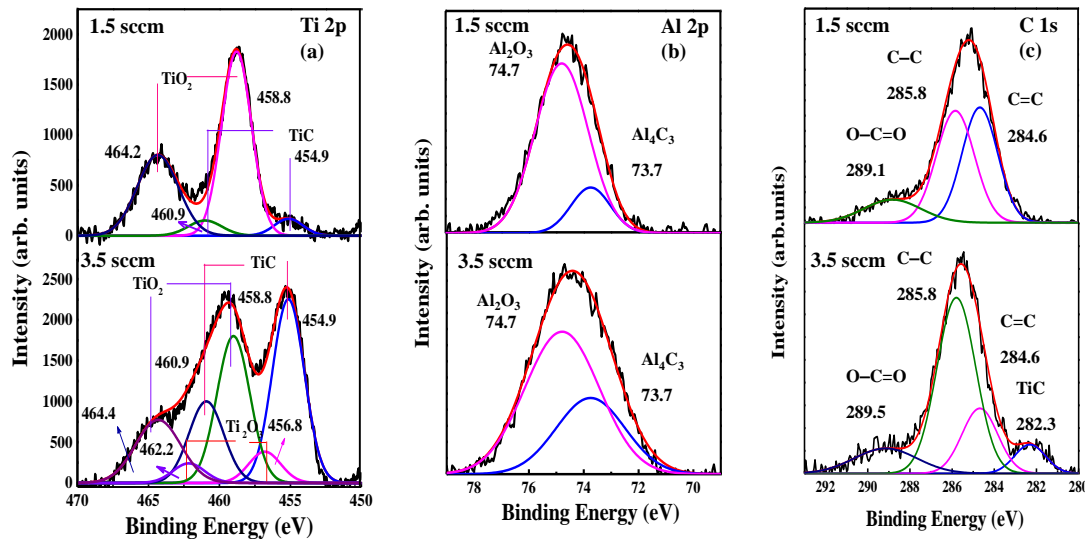 1.5 sccm
Ti 2p
(a)
TiO2
458.8
TiC
464.2
454.9
460.9
2000
1500
1000
500
0
470 465 460 455 450
3.5 sccm
TiC
TiO2
458.8
454.9
460.9
Ti2O3
464.4
462.2
456.8
2500
2000
1500
1000
500
0
470 465 460 455 450
Intensity (arb. units)
Binding Energy (eV)
1.5 sccm
Al 2p
(b)
Al2O3
74.7
Al4C3
73.7
3.5 sccm
Al2O3
74.7
Al4C3
73.7
78 76 74 72 70
Intensity (arb. units)
Binding Energy (eV)
1.5 sccm
C 1s
(c)
C–C
285.8
C=C
284.6
O–C=O
289.1
3.5 sccm
C–C
285.8
C=C
284.6
TiC
282.3
O–C=O
289.5
292 290 288 286 284 282 280
Intensity (arb.units)
Binding Energy (eV)